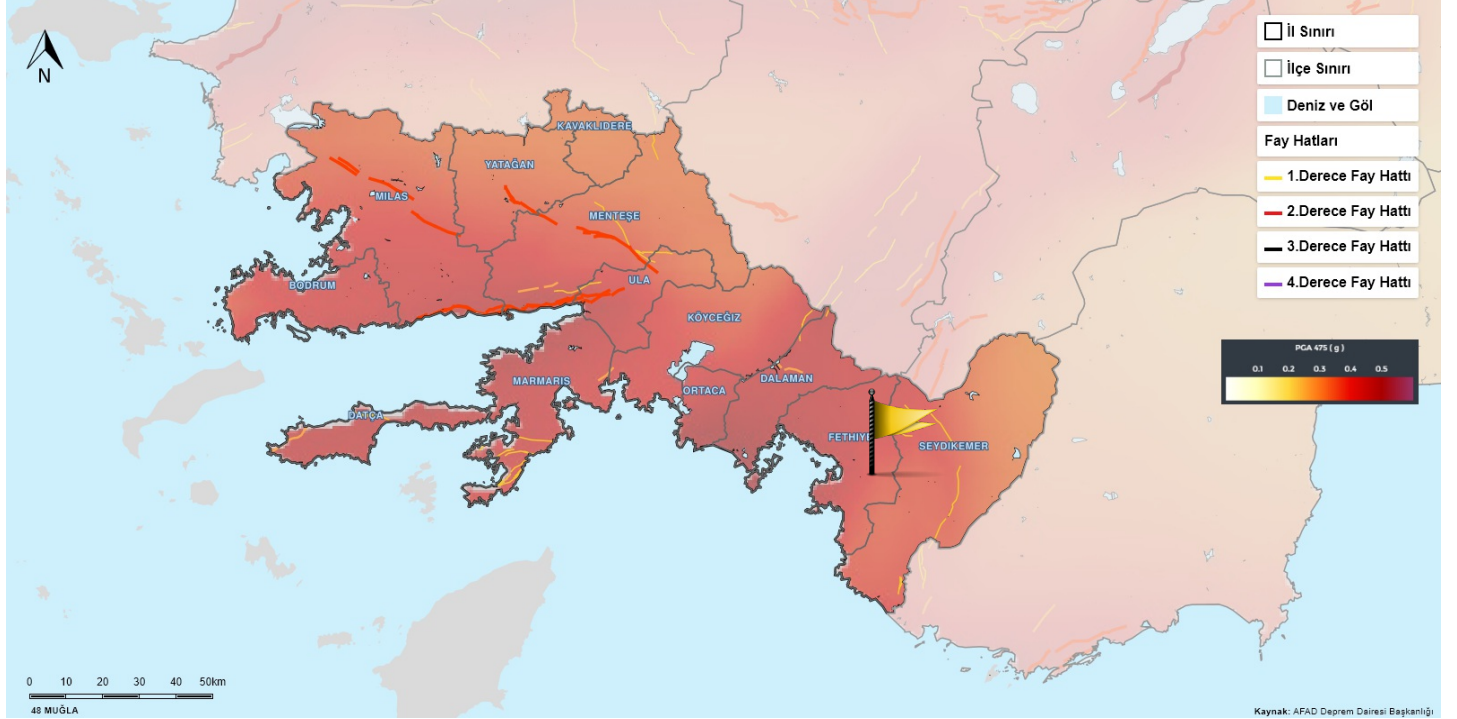 N
İl Sınırı
İlçe Sınırı
Deniz ve Göl
Fay Hatları
1.Derece Fay Hattı
2.Derece Fay Hattı
3.Derece Fay Hattı
4.Derece Fay Hattı
PGA 475 ( g )
0.1 0.2 0.3 0.4 0.5
KAVAKLIDERE
YATAĞAN
MİLAS
MENTEŞE
BODRUM
ULA
KÖYCEĞİZ
MARMARİS
DALAMAN
ORTACA
DATÇA
FETHİYE
SEYDİKEMER
0 10 20 30 40 50km
48 MUĞLA
Kaynak: AFAD Deprem Dairesi Başkanlığı